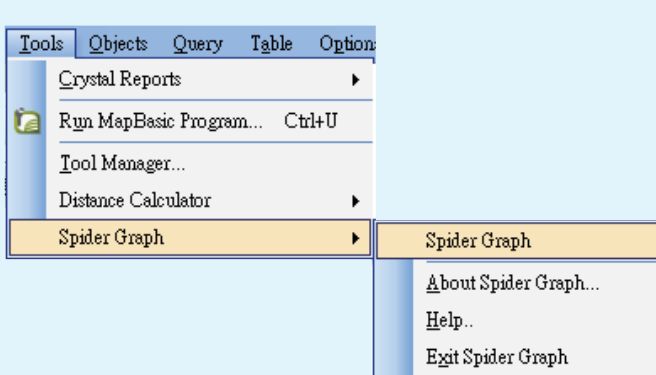 Tools Objects Query Table Option
Crystal Reports
Run MapBasic Program... Ctrl+U
Tool Manager...
Distance Calculator
Spider Graph
Spider Graph
About Spider Graph...
Help..
Exit Spider Graph